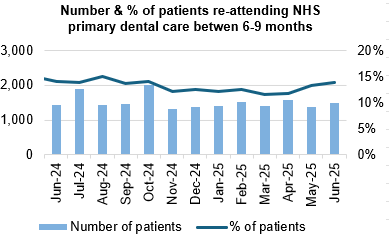 Number & % of patients re-attending NHS
primary dental care betwen 6-9 months
3,000 20%
2,000 15%
1,000 10%
5%
0 0%
Jun-24 Jul-24 Aug-24 Sep-24 Oct-24 Nov-24 Dec-24 Jan-25 Feb-25 Mar-25 Apr-25 May-25 Jun-25
Number of patients % of patients